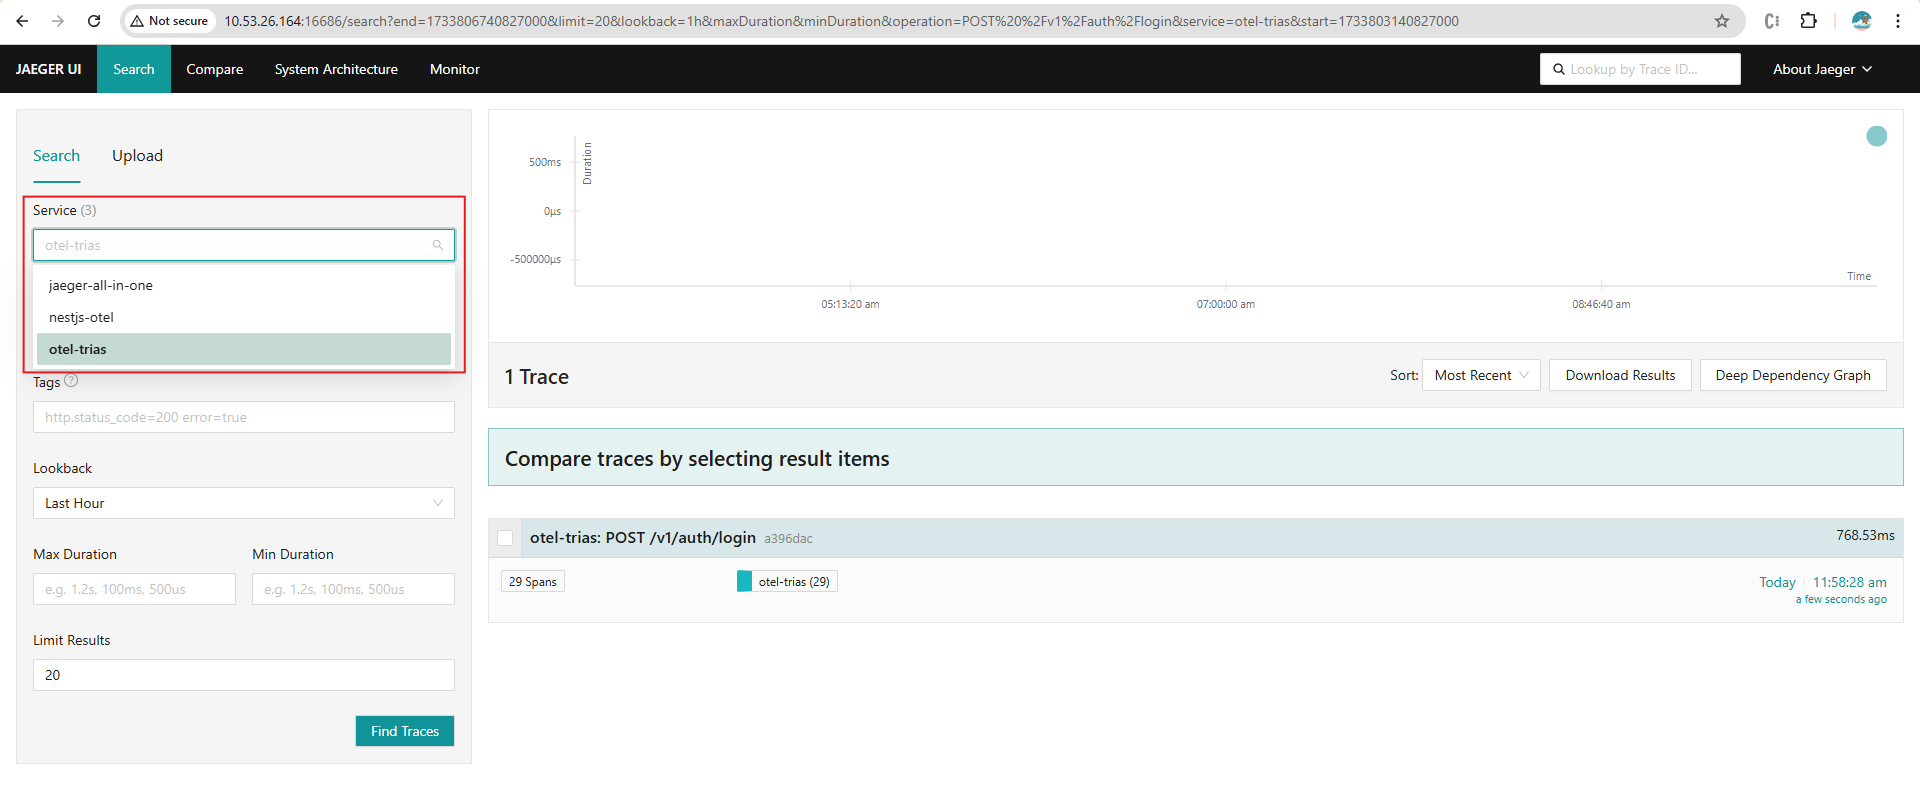 Not secure
10.53.26.164:16686/search?end=1733806740827000&limit=20&lookback=1h&maxDuration&minDuration&operation=POST%20%2Fv1%2Fauth%2Flogin&service=otel-trias&start=1733803140827000
JAEGER UI
Search
Compare
System Architecture
Monitor
Lookup by Trace ID...
About Jaeger
Search
Upload
Service (3)
otel-trias
jaeger-all-in-one
nestjs-otel
otel-trias
Tags ?
http.status_code=200 error=true
Lookback
Last Hour
Max Duration
Min Duration
e.g. 1.2s, 100ms, 500us
e.g. 1.2s, 100ms, 500us
Limit Results
20
Find Traces
Duration
500ms
0μs
-500000μs
Time
05:13:20 am
07:00:00 am
08:46:40 am
1 Trace
Sort:
Most Recent
Download Results
Deep Dependency Graph
Compare traces by selecting result items
otel-trias: POST /v1/auth/login a396dac
768.53ms
29 Spans
otel-trias (29)
Today
11:58:28 am
a few seconds ago